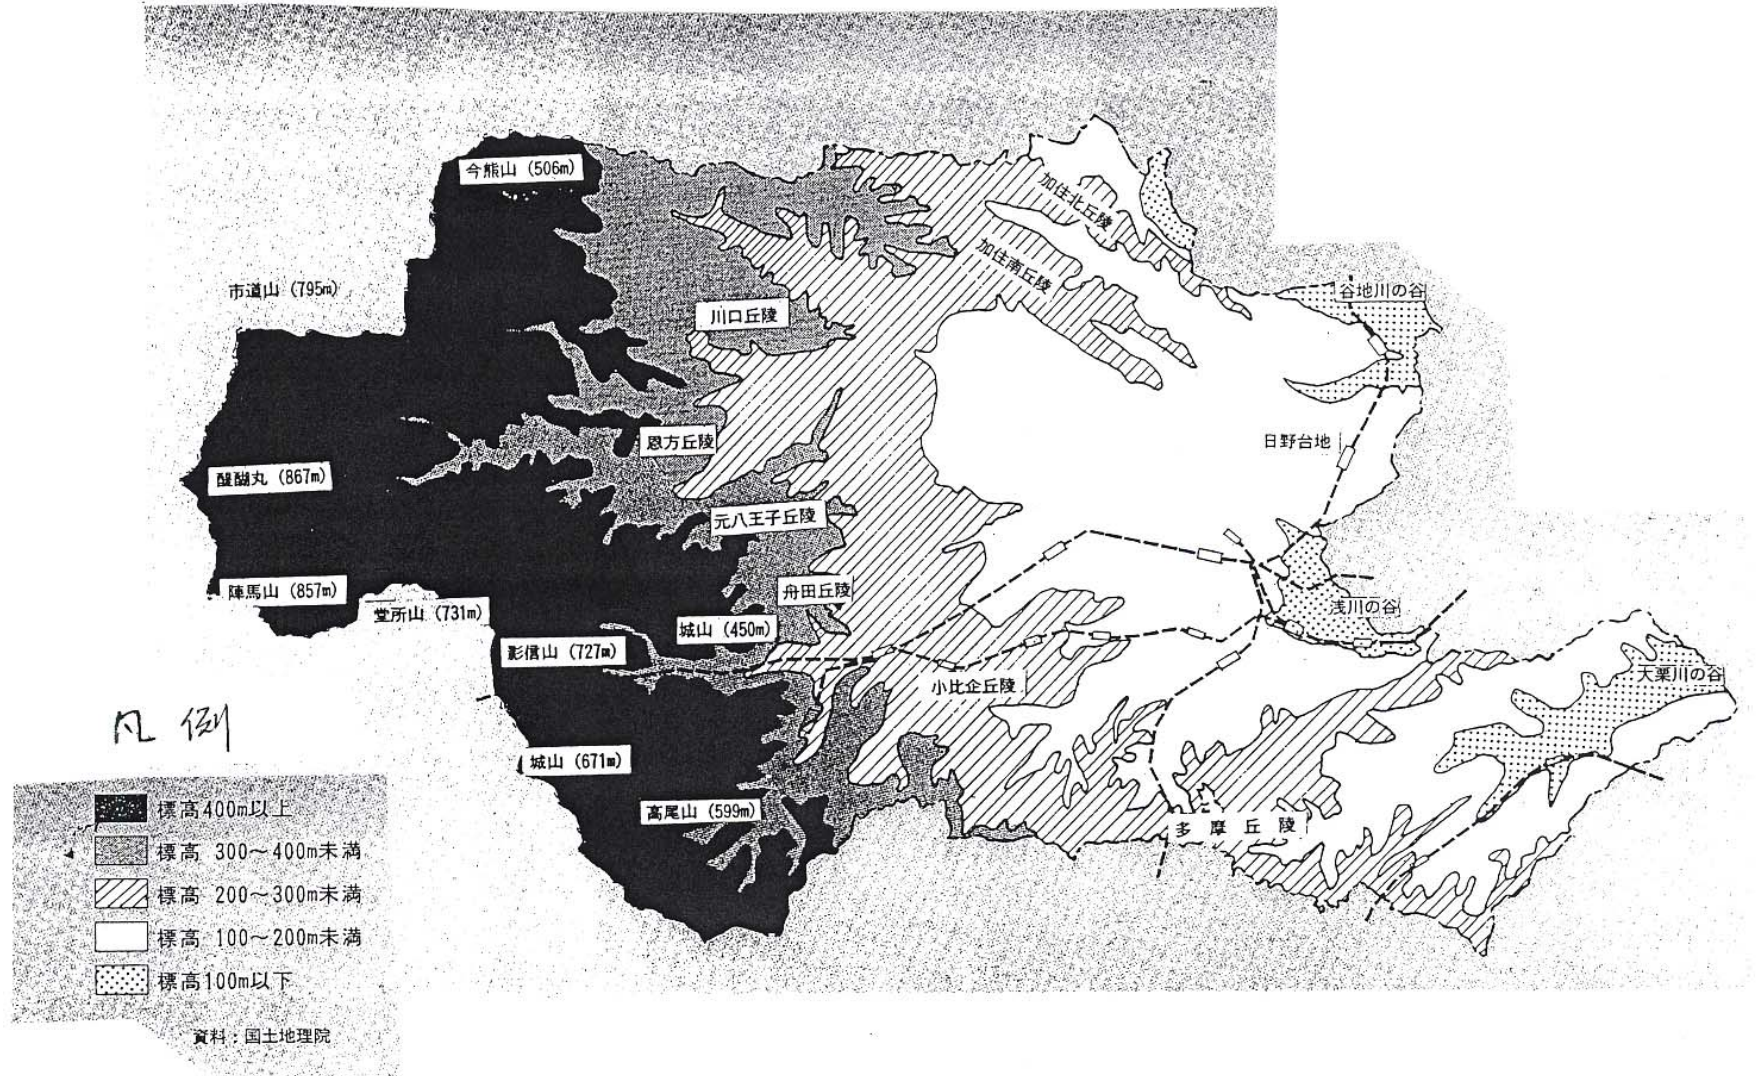 今熊山 (506m)
加住北丘陵
加住南丘陵
市道山 (795m)
谷地川の谷
川口丘陵
恩方丘陵
日野台地
醍醐丸 (867m)
元八王子丘陵
陣馬山 (857m)
舟田丘陵
堂所山 (731m)
浅川の谷
城山 (450m)
影信山 (727m)
小比企丘陵
大栗川の谷
凡例
城山 (671m)
高尾山 (599m)
多摩丘陵
標高400m以上
標高 300～400m未満
標高 200～300m未満
標高 100～200m未満
標高100m以下
資料：国土地理院